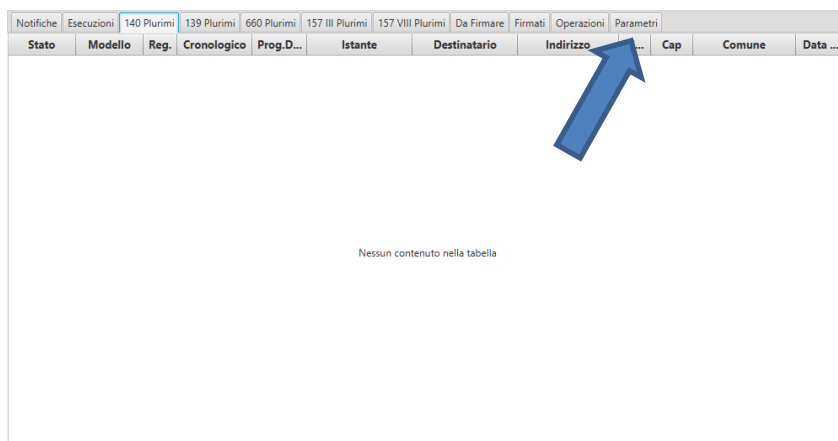 Notifiche Esecuzioni 140 Plurimi 139 Plurimi 660 Plurimi 157 III Plurimi 157 VIII Plurimi Da Firmare Firmati Operazioni Parametri
Stato Modello Reg. Cronologico Prog.D... Istante Destinatario Indirizzo ... Cap Comune Data ...
Nessun contenuto nella tabella